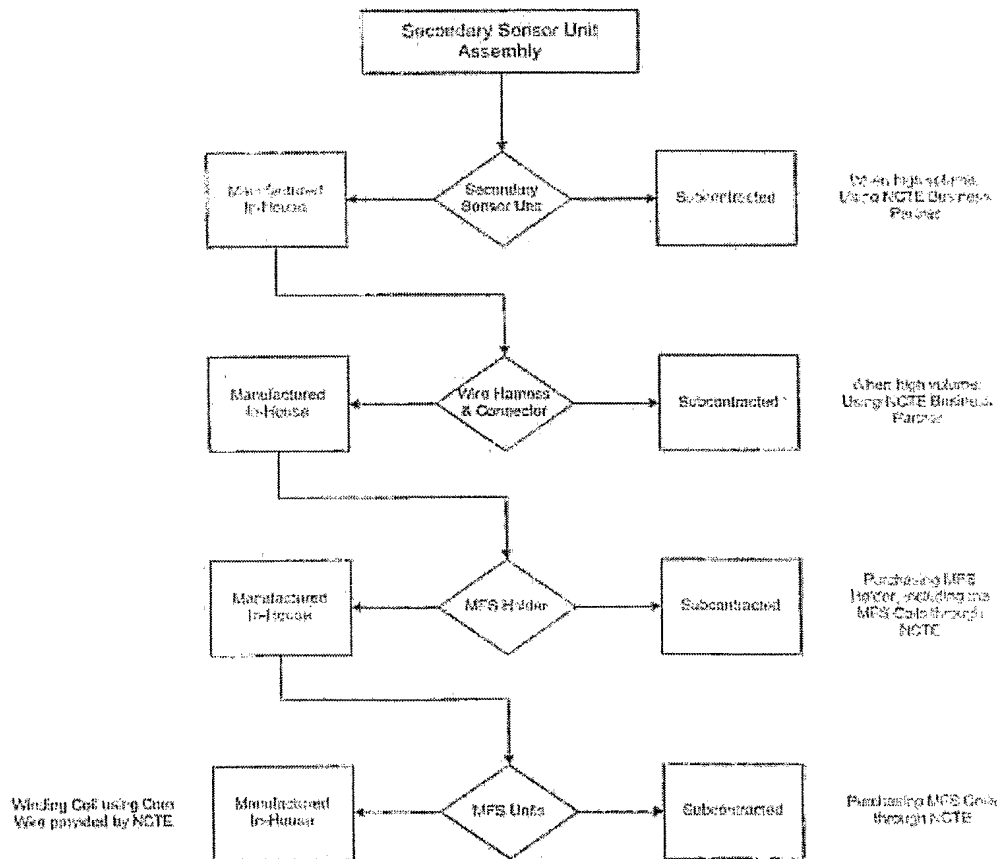 Secondary Sensor Unit
Assembly
Manufactured
In-House
Secondary
Sensor Unit
Subcontracted
When high volume:
Using NCTE Business
Partner
Manufactured
In-House
Wire Harness
& Connector
Subcontracted
When high volume:
Using NCTE Business
Partner
Manufactured
In-House
MFS Holder
Subcontracted
Purchasing MFS
Holder, including the
MFS Coils through
NCTE
Winding Coil using Core
Wire provided by NCTE
Manufactured
In-House
MFS Units
Subcontracted
Purchasing MFS Coils
through NCTE